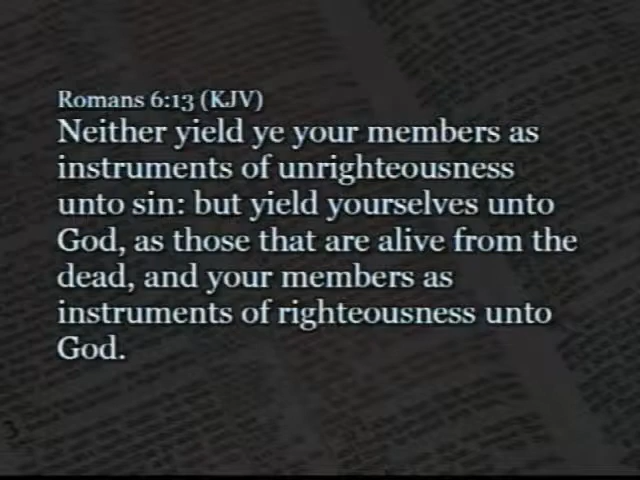 Romans 6:13 (KJV)
Neither yield ye your members as
instruments of unrighteousness
unto sin: but yield yourselves unto
God, as those that are alive from the
dead, and your members as
instruments of righteousness unto
God.